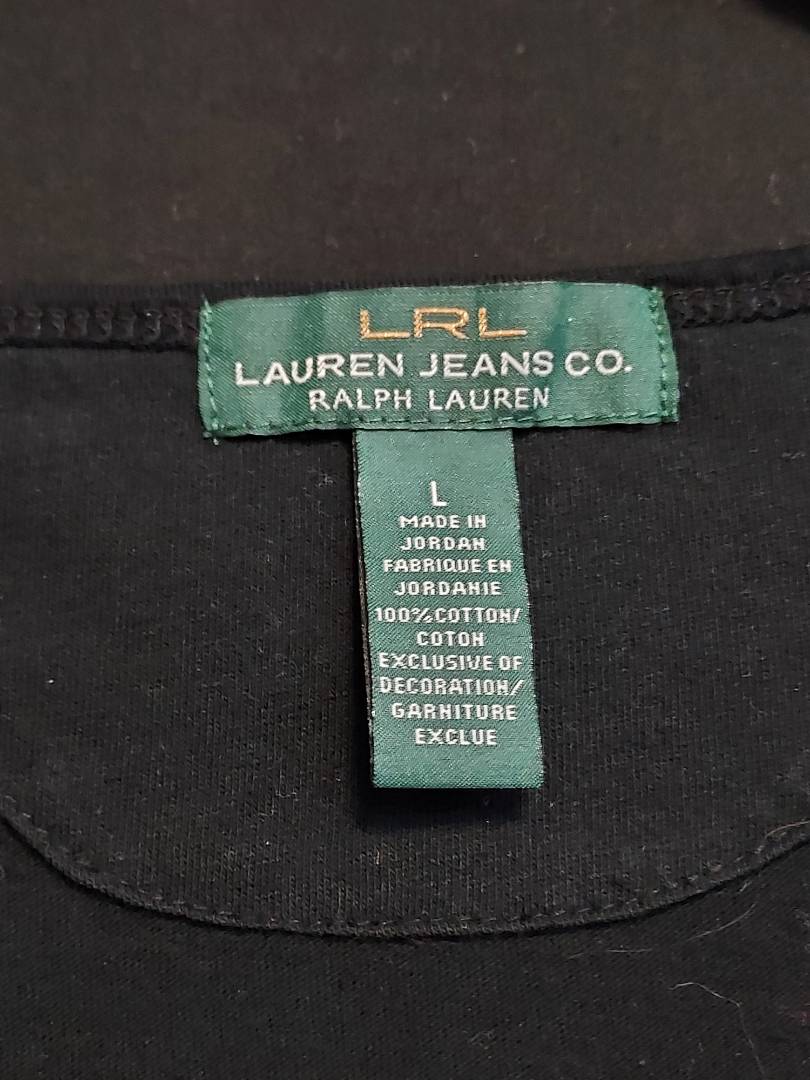 LRL
LAUREN JEANS CO.
RALPH LAUREN
L
MADE IN
JORDAN
FABRIQUE EN
JORDANIE
100%COTTON/
COTON
EXCLUSIVE OF
DECORATION/
GARNITURE
EXCLUE